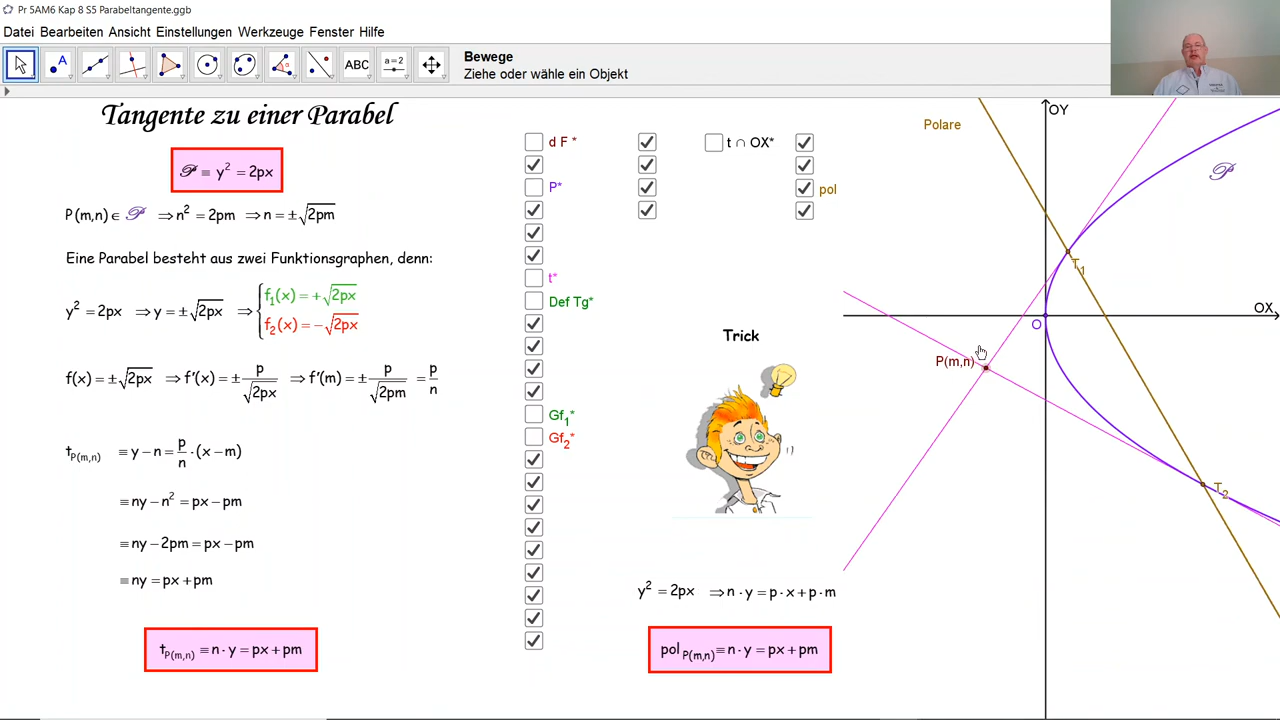 Pr 5AM6 Kap 8 S5 Parabeltangente.ggb
Datei Bearbeiten Ansicht Einstellungen Werkzeuge Fenster Hilfe
A
ABC
a=2
Bewege
Ziehe oder wähle ein Objekt
Tangente zu einer Parabel
𝒫 ≡ y² = 2px
P(m,n) ∈ 𝒫 ⇒ n² = 2pm ⇒ n = ±√2pm
Eine Parabel besteht aus zwei Funktionsgraphen, denn:
y² = 2px ⇒ y = ±√2px ⇒ { f₁(x) = +√2px
f₂(x) = −√2px
f(x) = ±√2px ⇒ f′(x) = ± p/√2px ⇒ f′(m) = ± p/√2pm = p/n
t P(m,n) ≡ y − n = p/n · (x − m)
≡ ny − n² = px − pm
≡ ny − 2pm = px − pm
≡ ny = px + pm
t P(m,n) ≡ n · y = px + pm
d F *
P*
t*
Def Tg*
Gf₁*
Gf₂*
t ∩ OX*
pol
Trick
y² = 2px ⇒ n · y = p · x + p · m
pol P(m,n) ≡ n · y = px + pm
Polare
OY
𝒫
T₁
OX
O
P(m,n)
T₂